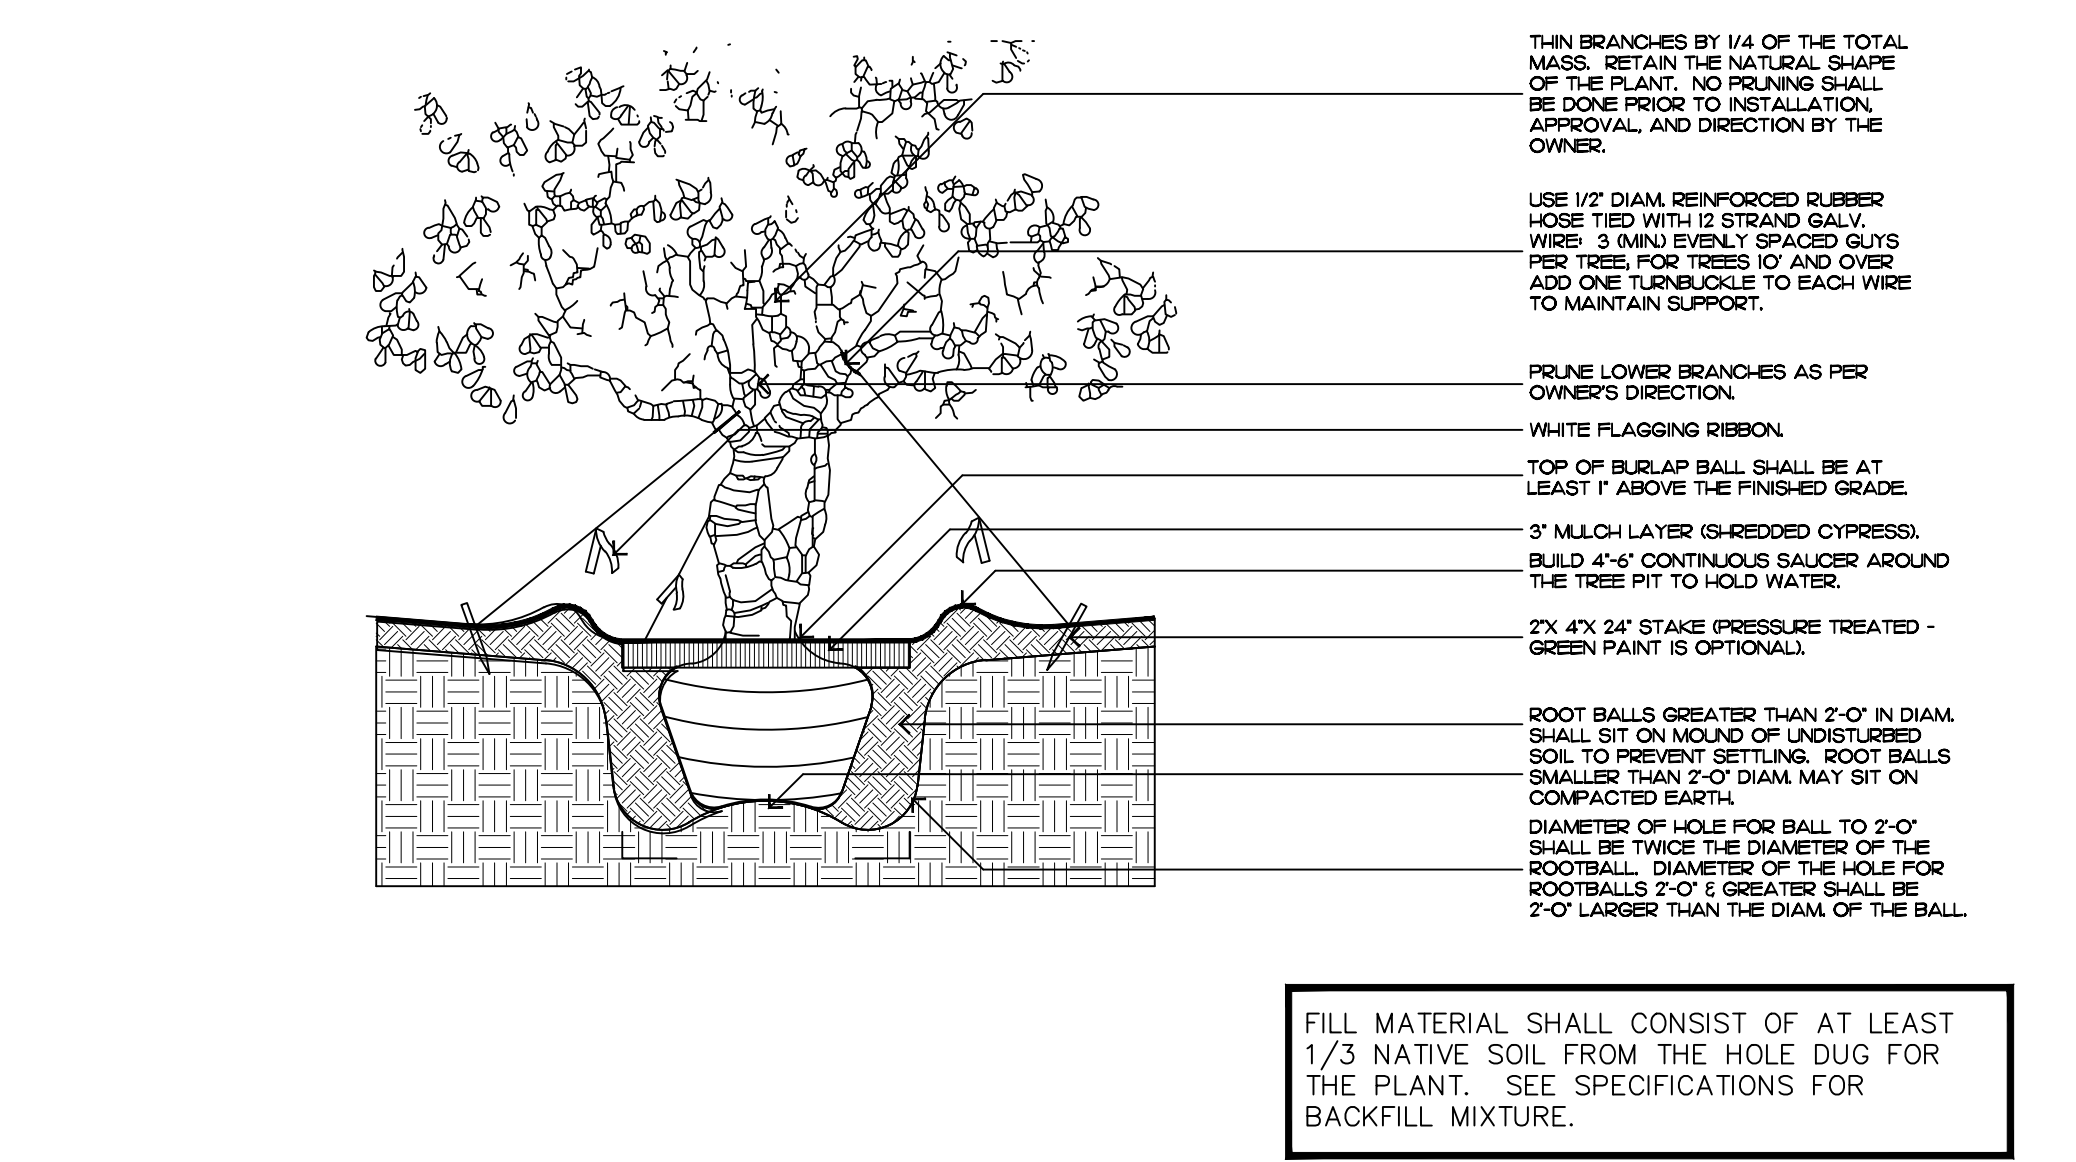 THIN BRANCHES BY 1/4 OF THE TOTAL
MASS. RETAIN THE NATURAL SHAPE
OF THE PLANT. NO PRUNING SHALL
BE DONE PRIOR TO INSTALLATION,
APPROVAL, AND DIRECTION BY THE
OWNER.
USE 1/2" DIAM. REINFORCED RUBBER
HOSE TIED WITH 12 STRAND GALV.
WIRE: 3 (MIN.) EVENLY SPACED GUYS
PER TREE; FOR TREES 10' AND OVER
ADD ONE TURNBUCKLE TO EACH WIRE
TO MAINTAIN SUPPORT.
PRUNE LOWER BRANCHES AS PER
OWNER'S DIRECTION.
WHITE FLAGGING RIBBON.
TOP OF BURLAP BALL SHALL BE AT
LEAST 1" ABOVE THE FINISHED GRADE.
3" MULCH LAYER (SHREDDED CYPRESS).
BUILD 4"-6" CONTINUOUS SAUCER AROUND
THE TREE PIT TO HOLD WATER.
2"X 4"X 24" STAKE (PRESSURE TREATED -
GREEN PAINT IS OPTIONAL).
ROOT BALLS GREATER THAN 2'-0" IN DIAM.
SHALL SIT ON MOUND OF UNDISTURBED
SOIL TO PREVENT SETTLING. ROOT BALLS
SMALLER THAN 2'-0" DIAM. MAY SIT ON
COMPACTED EARTH.
DIAMETER OF HOLE FOR BALL TO 2'-0"
SHALL BE TWICE THE DIAMETER OF THE
ROOTBALL. DIAMETER OF THE HOLE FOR
ROOTBALLS 2'-0" & GREATER SHALL BE
2'-0" LARGER THAN THE DIAM. OF THE BALL.
FILL MATERIAL SHALL CONSIST OF AT LEAST
1/3 NATIVE SOIL FROM THE HOLE DUG FOR
THE PLANT. SEE SPECIFICATIONS FOR
BACKFILL MIXTURE.